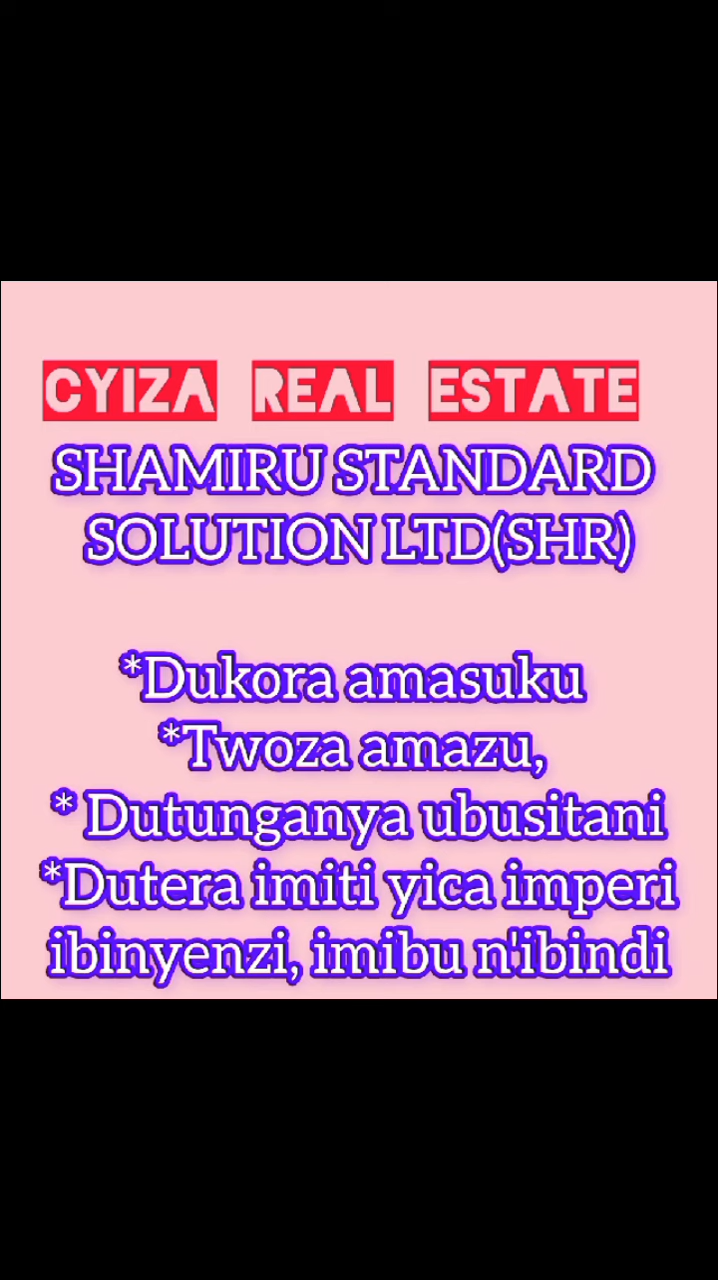 CYIZA REAL ESTATE
SHAMIRU STANDARD
SOLUTION LTD(SHR)
*Dukora amasuku
*Twoza amazu,
* Dutunganya ubusitani
*Dutera imiti yica imperi
ibinyenzi, imibu n'ibindi